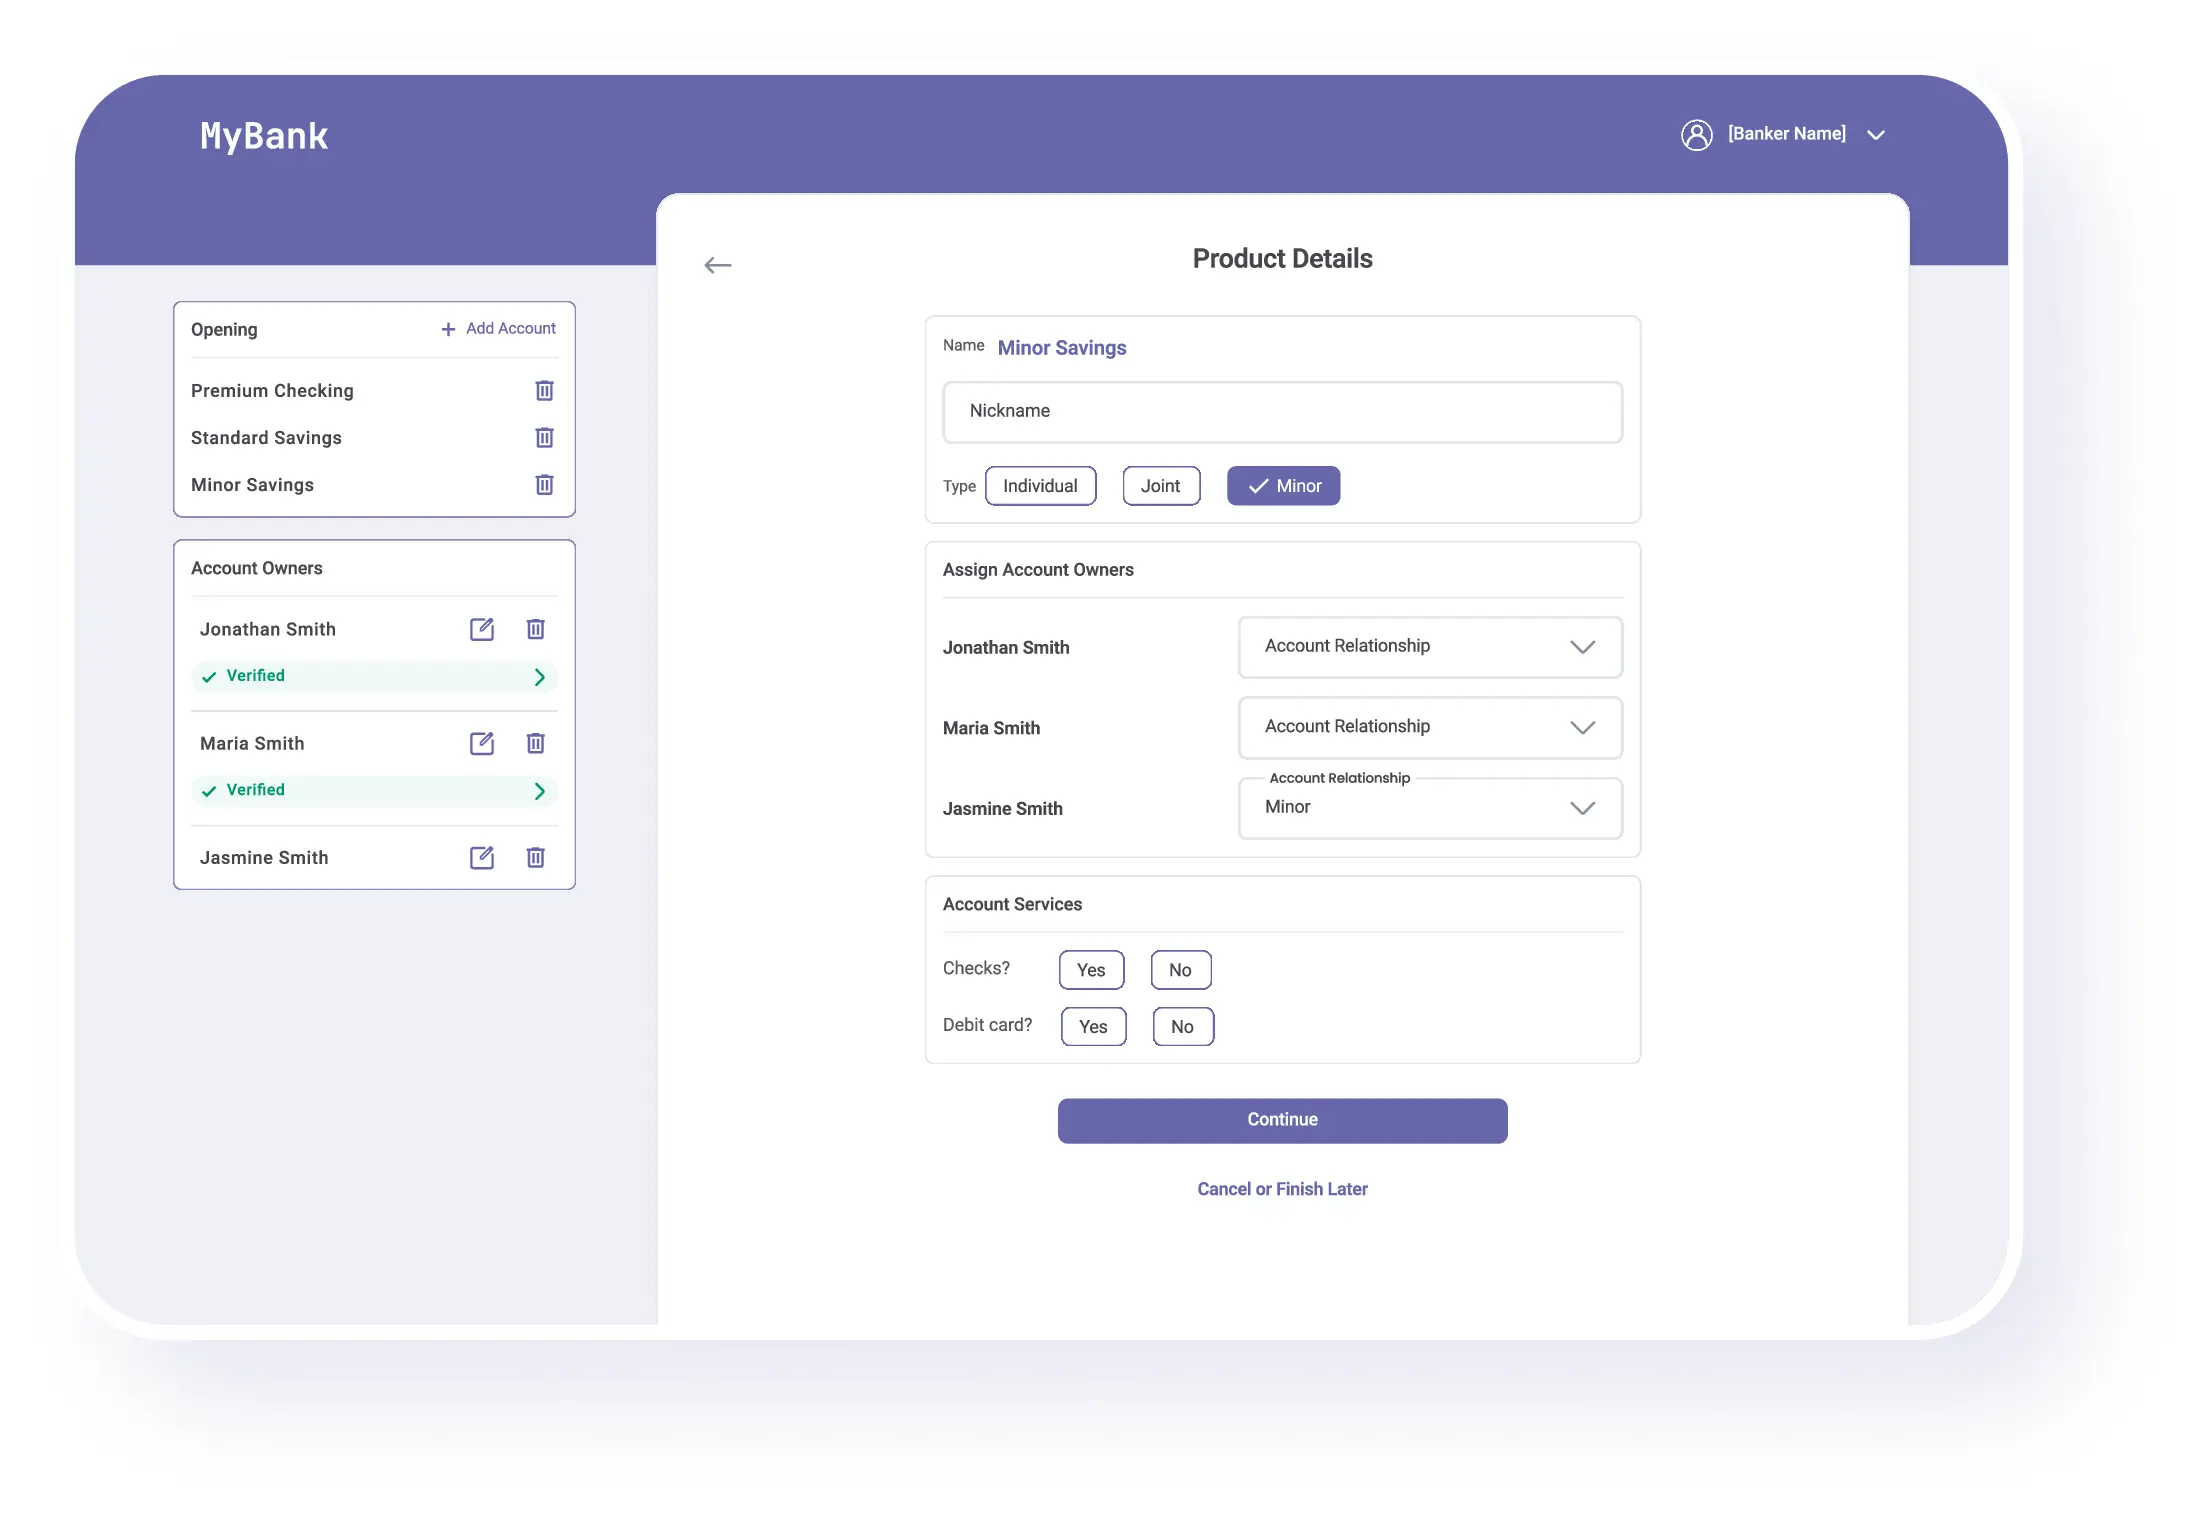 MyBank
[Banker Name]
Opening
Add Account
Premium Checking
Standard Savings
Minor Savings
Account Owners
Jonathan Smith
Verified
Maria Smith
Verified
Jasmine Smith
Product Details
Name Minor Savings
Nickname
Type Individual Joint Minor
Assign Account Owners
Jonathan Smith Account Relationship
Maria Smith Account Relationship
Account Relationship
Jasmine Smith Minor
Account Services
Checks? Yes No
Debit card? Yes No
Continue
Cancel or Finish Later